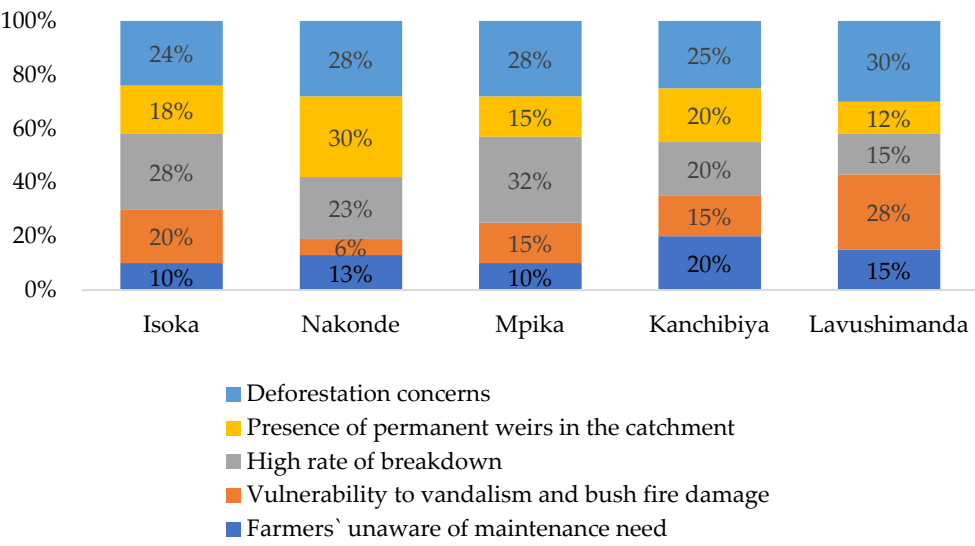 100%
80%
60%
40%
20%
0%
24% 28% 28% 25% 30%
18% 30% 15% 20% 12%
28% 23% 32% 20% 15%
20% 6% 15% 15% 28%
10% 13% 10% 20% 15%
Isoka Nakonde Mpika Kanchibiya Lavushimanda
Deforestation concerns
Presence of permanent weirs in the catchment
High rate of breakdown
Vulnerability to vandalism and bush fire damage
Farmers` unaware of maintenance need